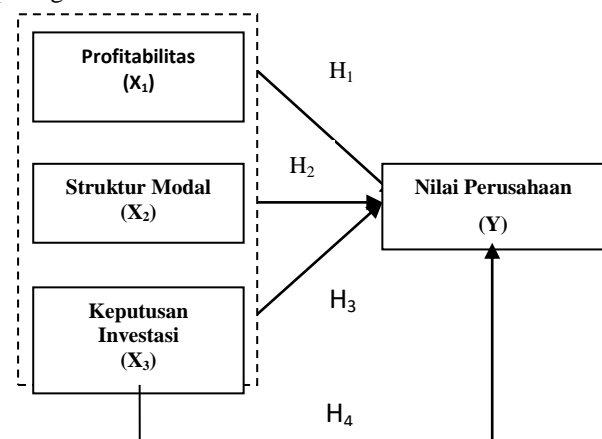 Profitabilitas
(X₁)
H₁
H₂
Struktur Modal
(X₂)
Nilai Perusahaan
(Y)
Keputusan
Investasi
(X₃)
H₃
H₄